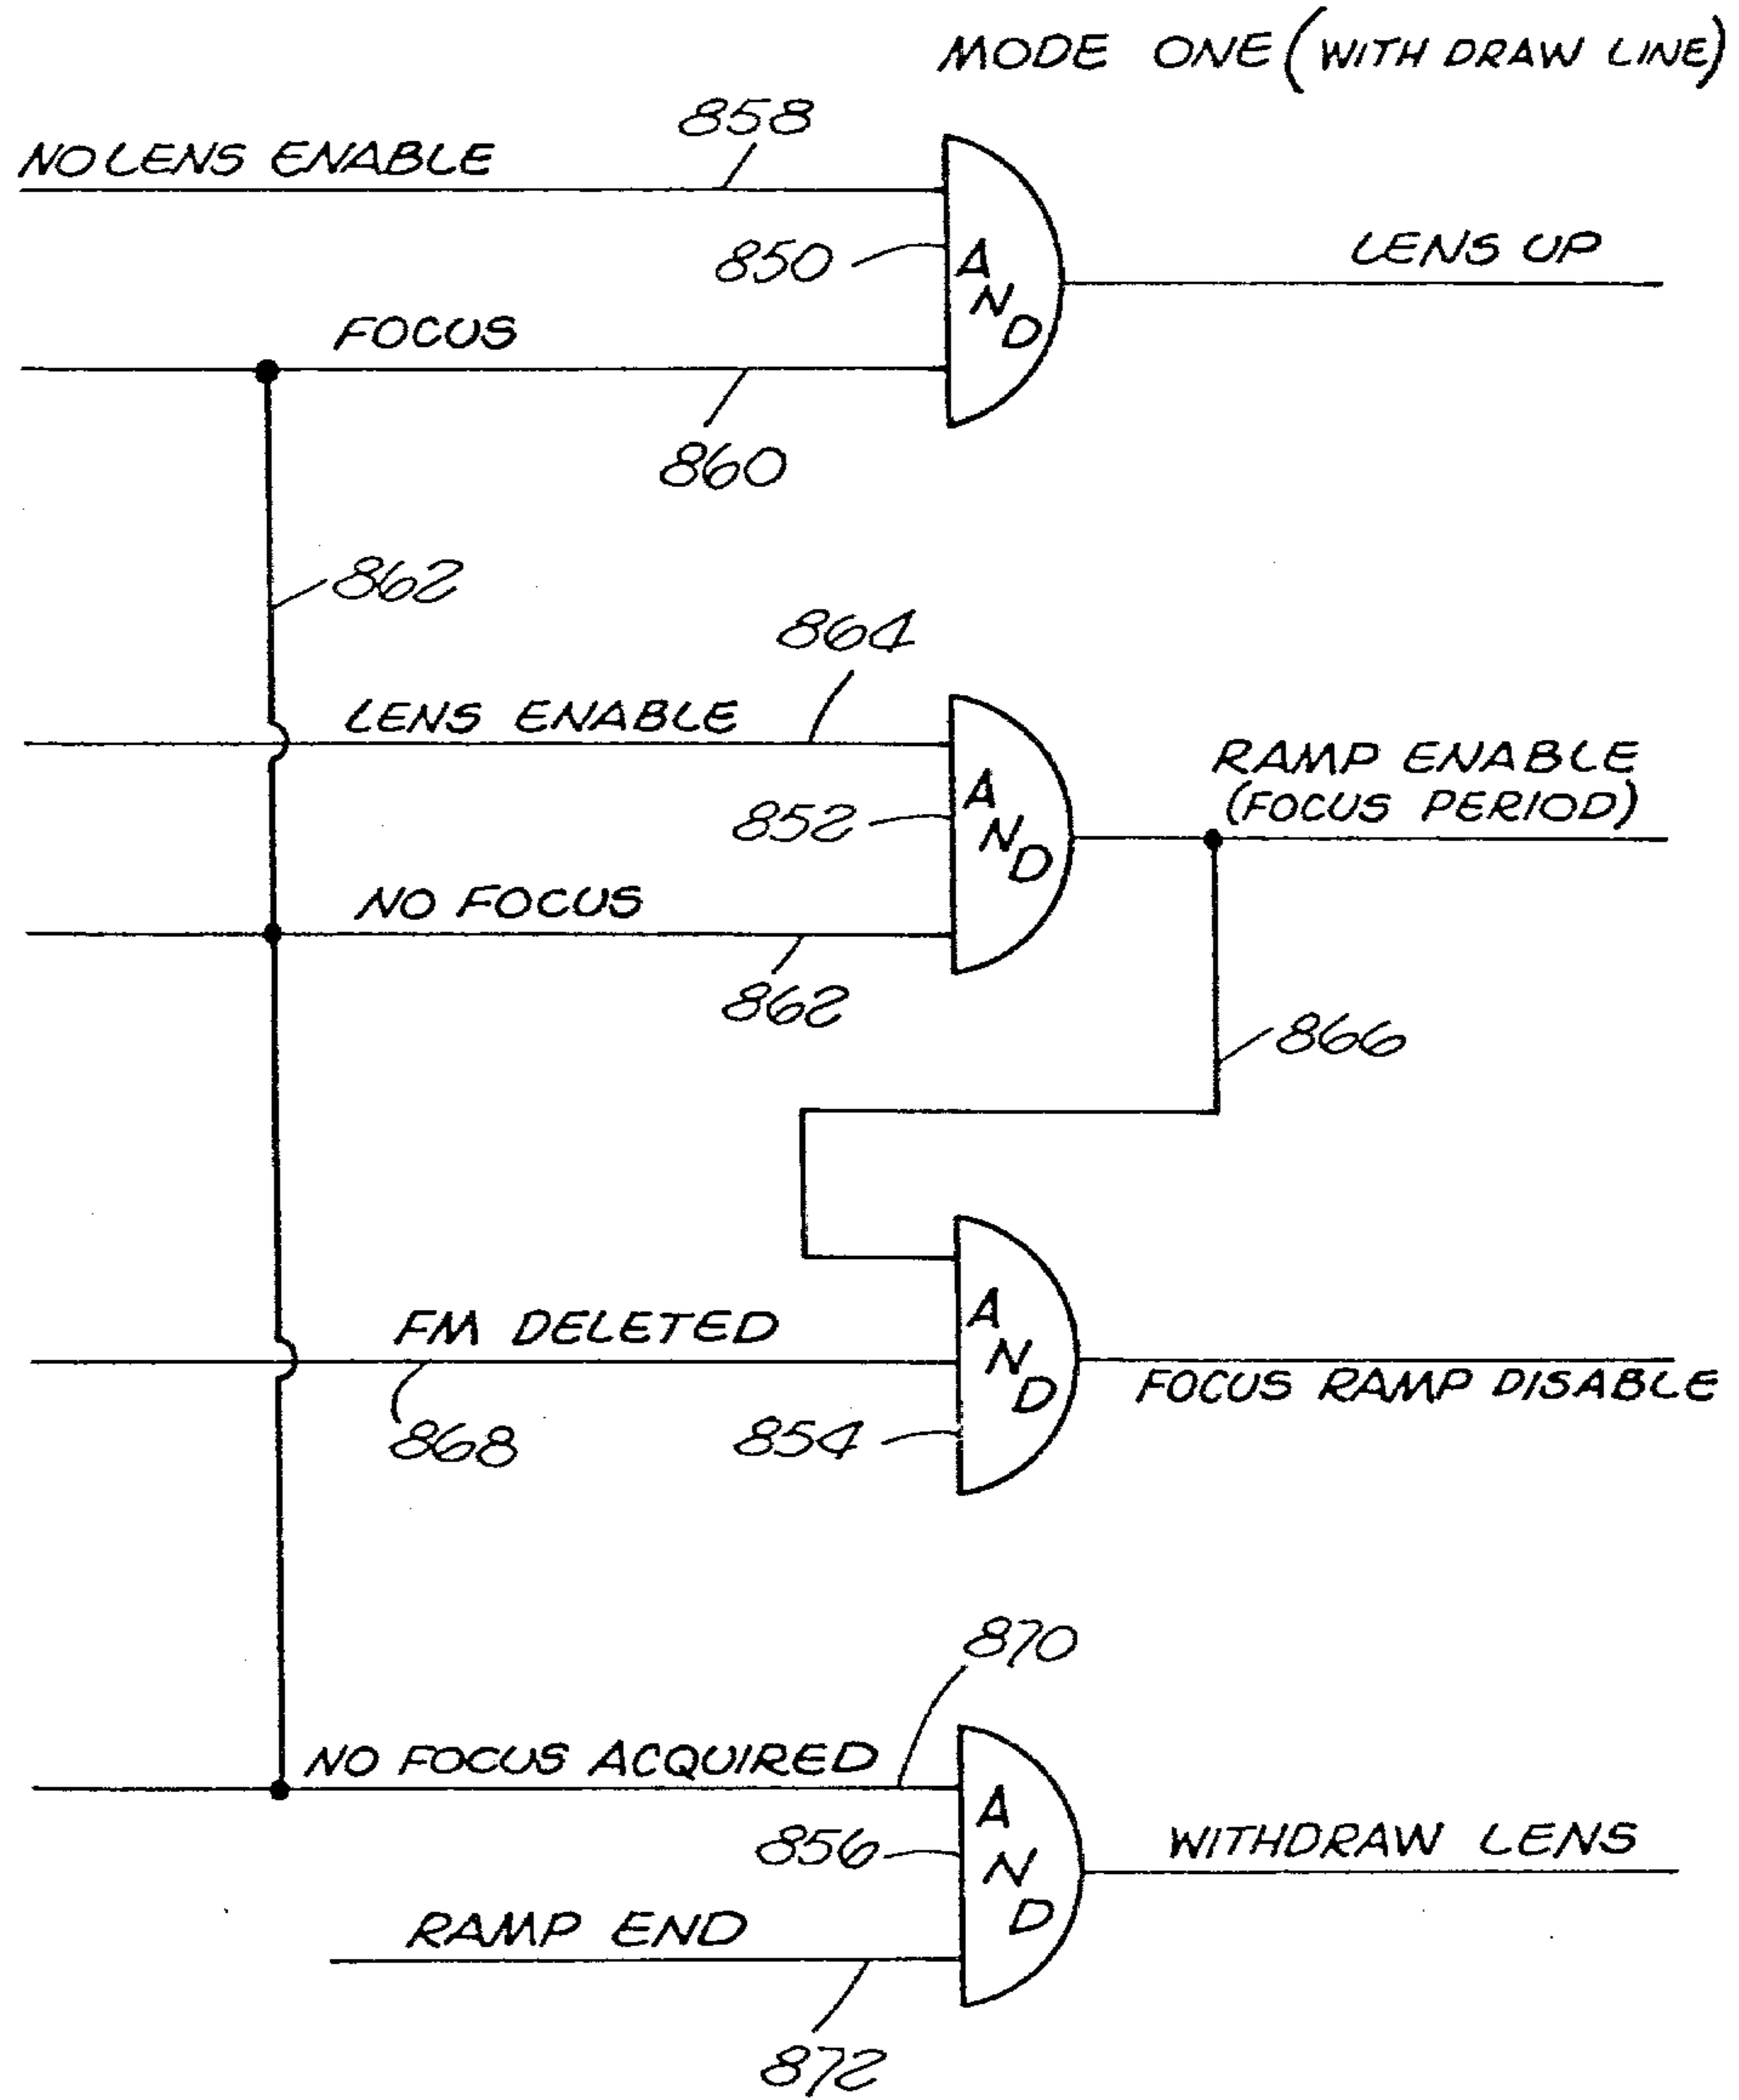 MODE ONE (WITH DRAW LINE)
858
NO LENS ENABLE
850
AND
LENS UP
FOCUS
860
862
864
LENS ENABLE
852
AND
RAMP ENABLE
(FOCUS PERIOD)
NO FOCUS
862
866
FM DELETED
868
854
AND
FOCUS RAMP DISABLE
870
NO FOCUS ACQUIRED
856
AND
WITHDRAW LENS
RAMP END
872